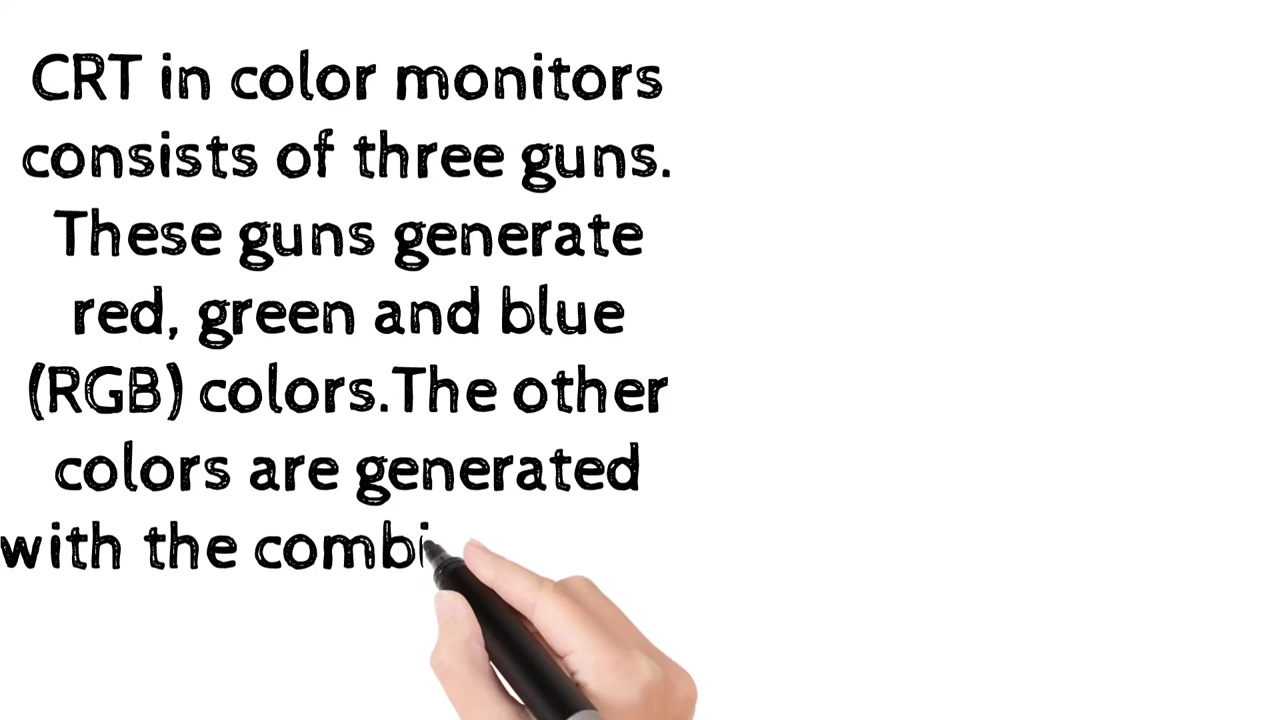 CRT in color monitors
consists of three guns.
These guns generate
red, green and blue
(RGB) colors.The other
colors are generated
with the combi